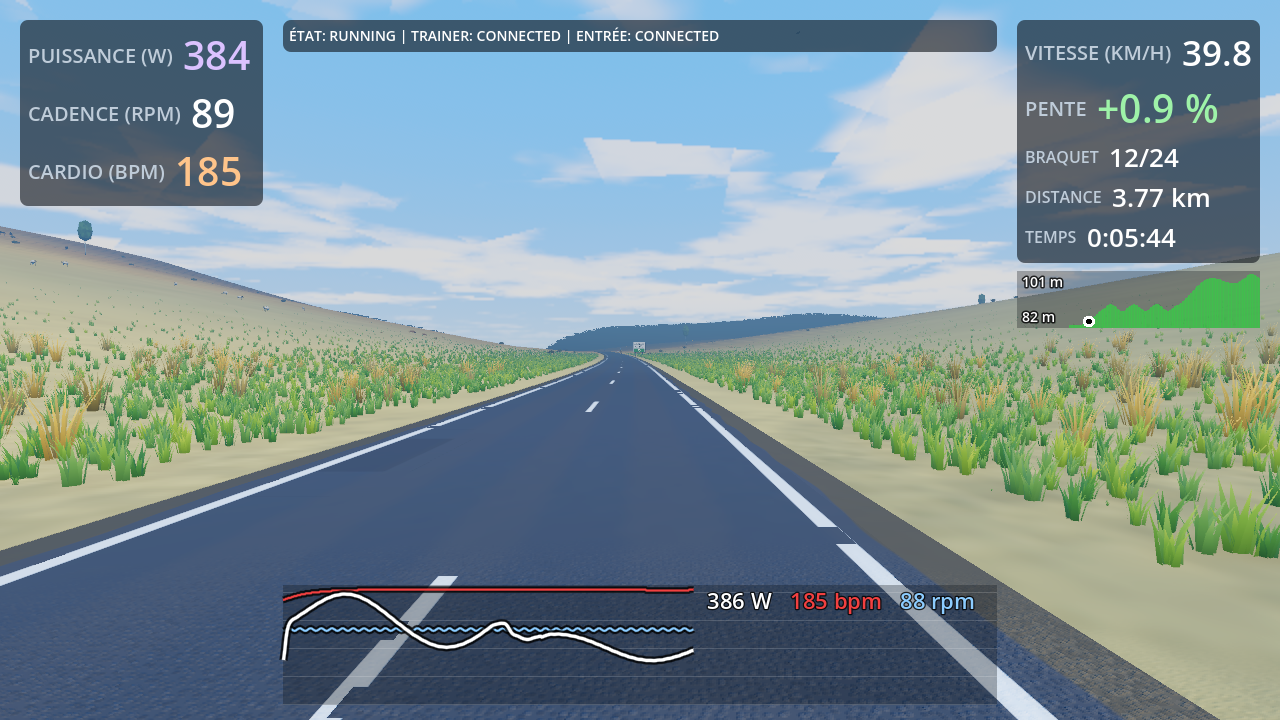 PUISSANCE (W) 384
CADENCE (RPM) 89
CARDIO (BPM) 185
ÉTAT: RUNNING | TRAINER: CONNECTED | ENTRÉE: CONNECTED
VITESSE (KM/H) 39.8
PENTE +0.9 %
BRAQUET 12/24
DISTANCE 3.77 km
TEMPS 0:05:44
101 m
82 m
386 W 185 bpm 88 rpm